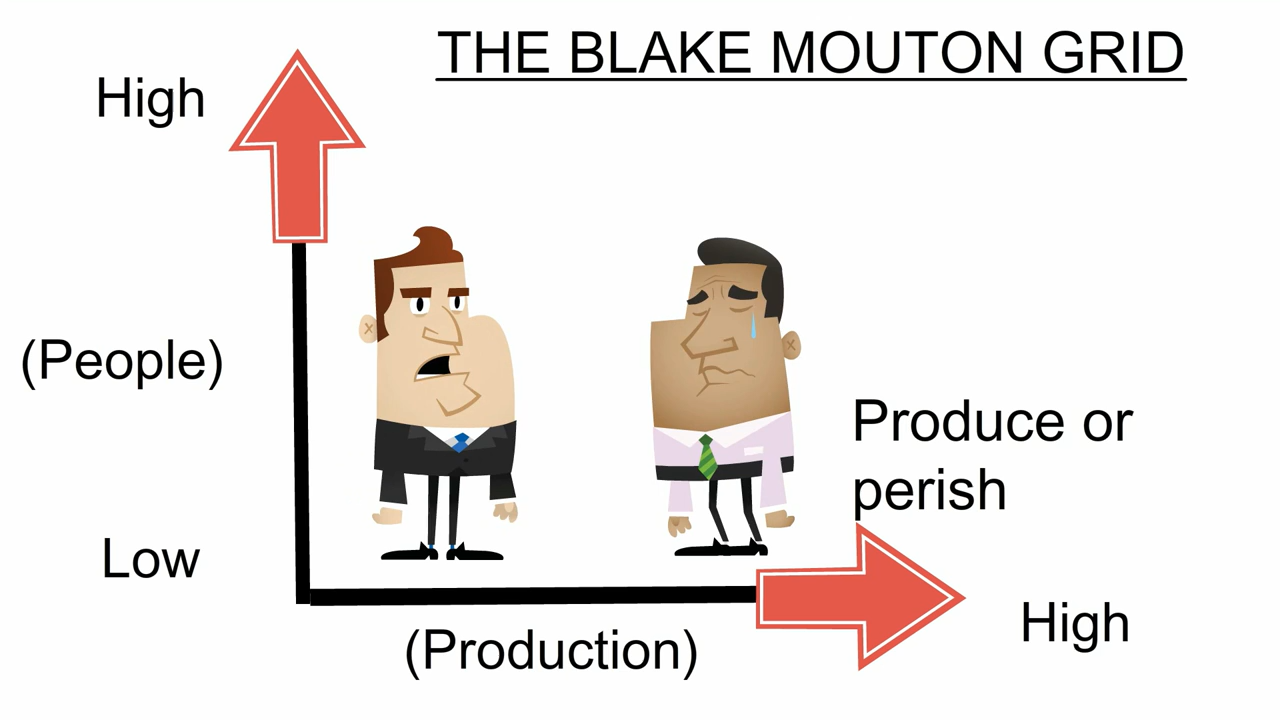 THE BLAKE MOUTON GRID
High
(People)
Produce or
perish
Low
High
(Production)